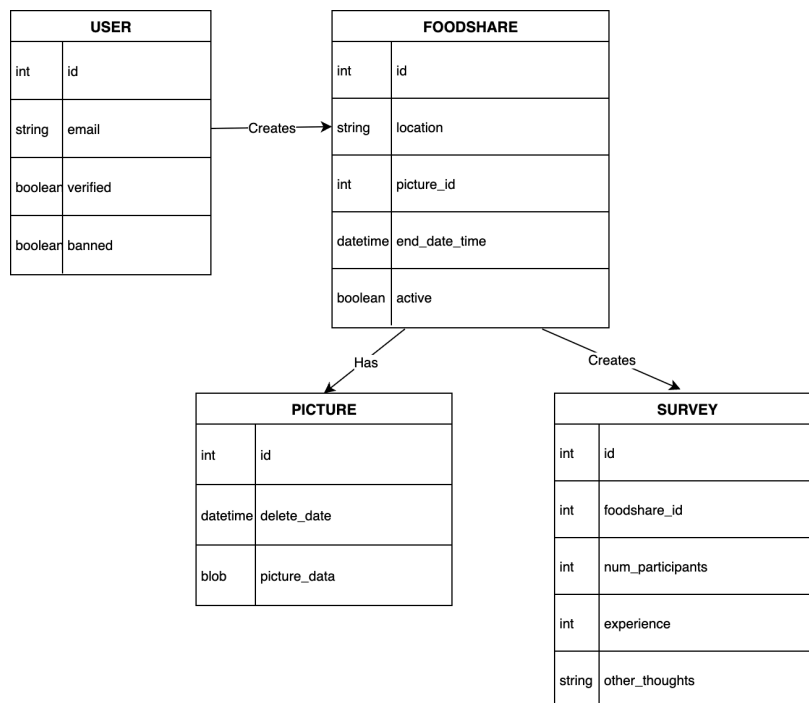 USER
int id
string email
boolean verified
boolean banned
Creates
FOODSHARE
int id
string location
int picture_id
datetime end_date_time
boolean active
Has
Creates
PICTURE
int id
datetime delete_date
blob picture_data
SURVEY
int id
int foodshare_id
int num_participants
int experience
string other_thoughts